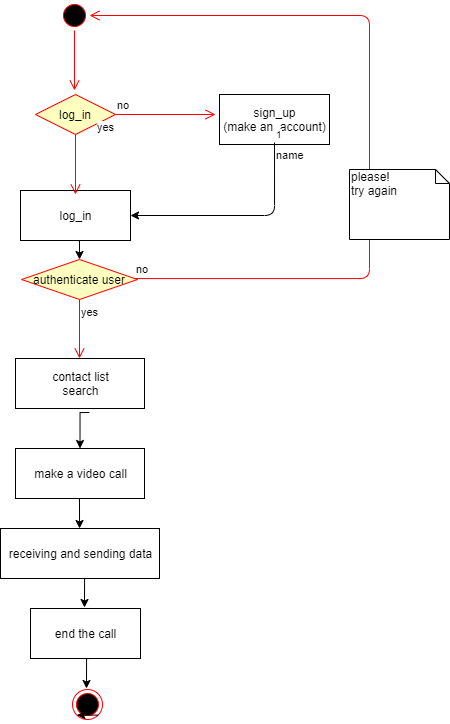 log_in
no
yes
sign_up
(make an account)
1
name
please!
try again
log_in
authenticate user
no
yes
contact list
search
make a video call
receiving and sending data
end the call